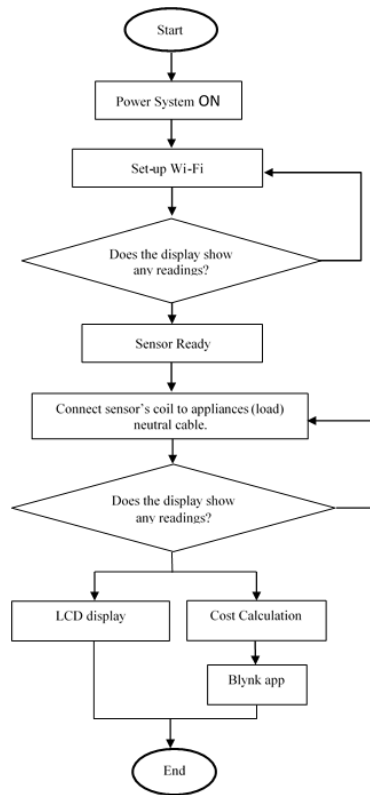 Start
Power System ON
Set-up Wi-Fi
Does the display show
any readings?
Sensor Ready
Connect sensor's coil to appliances (load)
neutral cable.
Does the display show
any readings?
LCD display
Cost Calculation
Blynk app
End